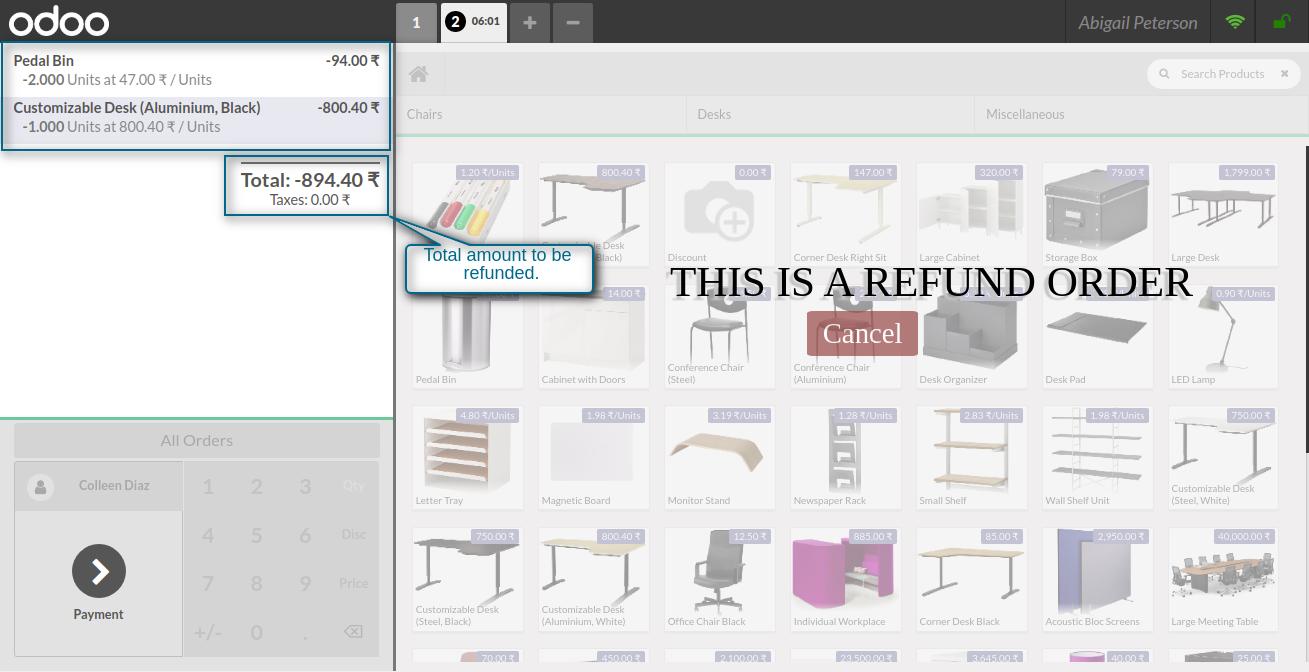 odoo
1
2 06:01
+
−
Abigail Peterson
Pedal Bin -94.00 ₹
-2.000 Units at 47.00 ₹ / Units
Customizable Desk (Aluminium, Black) -800.40 ₹
-1.000 Units at 800.40 ₹ / Units
Total: -894.40 ₹
Taxes: 0.00 ₹
Total amount to be
refunded.
Search Products
Chairs Desks Miscellaneous
1.20 ₹/Units 800.40 ₹ 0.00 ₹ 147.00 ₹ 320.00 ₹ 79.00 ₹ 1,799.00 ₹
Desk
Black) Discount Corner Desk Right Sit Large Cabinet Storage Box Large Desk
THIS IS A REFUND ORDER
Cancel
14.00 ₹ 0.90 ₹/Units
Pedal Bin
Cabinet with Doors
Conference Chair
(Steel)
Conference Chair
(Aluminium)
Desk Organizer
Desk Pad
LED Lamp
4.80 ₹/Units 1.98 ₹/Units 3.19 ₹/Units 1.28 ₹/Units 2.83 ₹/Units 1.98 ₹/Units 750.00 ₹
Letter Tray
Magnetic Board
Monitor Stand
Newspaper Rack
Small Shelf
Wall Shelf Unit
Customizable Desk
(Steel, White)
750.00 ₹ 800.40 ₹ 12.50 ₹ 885.00 ₹ 85.00 ₹ 2,950.00 ₹ 40,000.00 ₹
Customizable Desk
(Steel, Black)
Customizable Desk
(Aluminium, White)
Office Chair Black
Individual Workplace
Corner Desk Black
Acoustic Bloc Screens
Large Meeting Table
70.00 ₹ 450.00 ₹ 2,100.00 ₹ 23,500.00 ₹ 3,645.00 ₹ 40.00 ₹ 25.00 ₹
All Orders
Colleen Diaz
Payment
1 2 3 Qty
4 5 6 Disc
7 8 9 Price
+/- 0 .